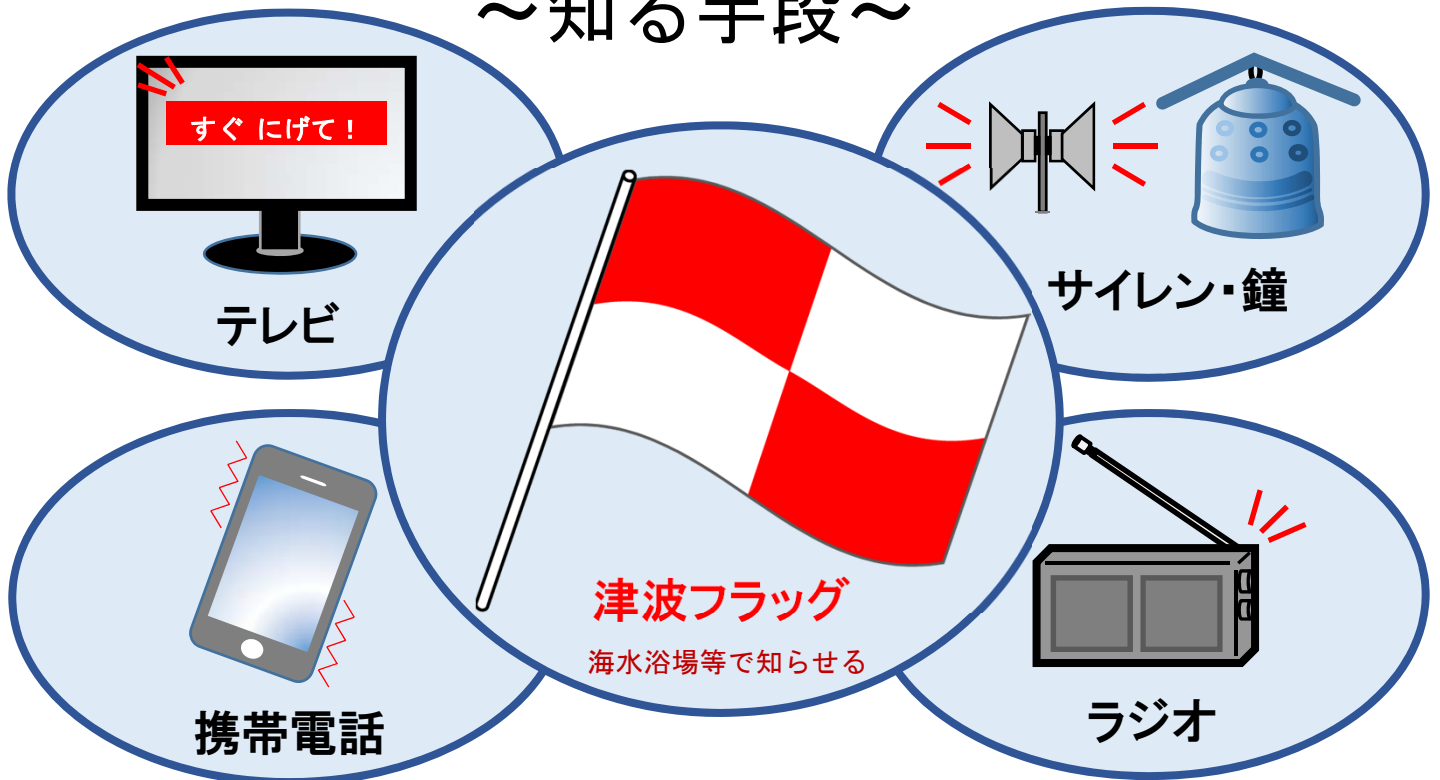 ～知る手段～
すぐ にげて！
テレビ
サイレン・鐘
津波フラッグ
海水浴場等で知らせる
携帯電話
ラジオ